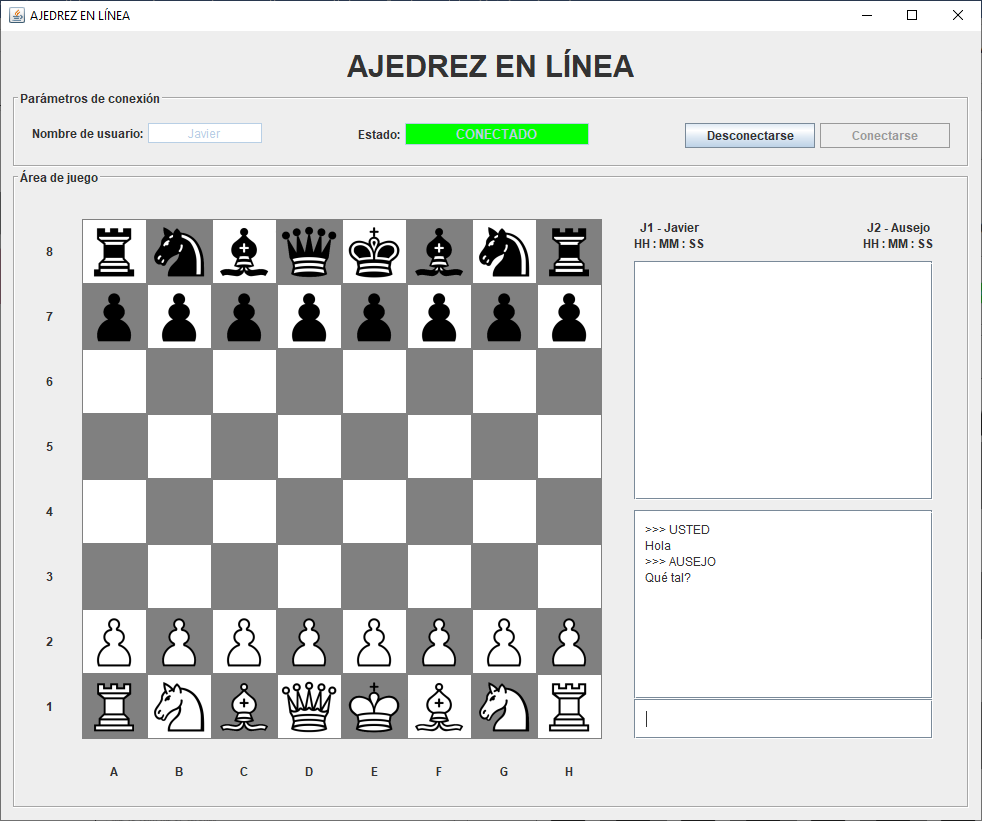 AJEDREZ EN LÍNEA
AJEDREZ EN LÍNEA
Parámetros de conexión
Nombre de usuario: Javier
Estado: CONECTADO
Desconectarse
Conectarse
Área de juego
8
7
6
5
4
3
2
1
A B C D E F G H
J1 - Javier
HH : MM : SS
J2 - Ausejo
HH : MM : SS
>>> USTED
Hola
>>> AUSEJO
Qué tal?